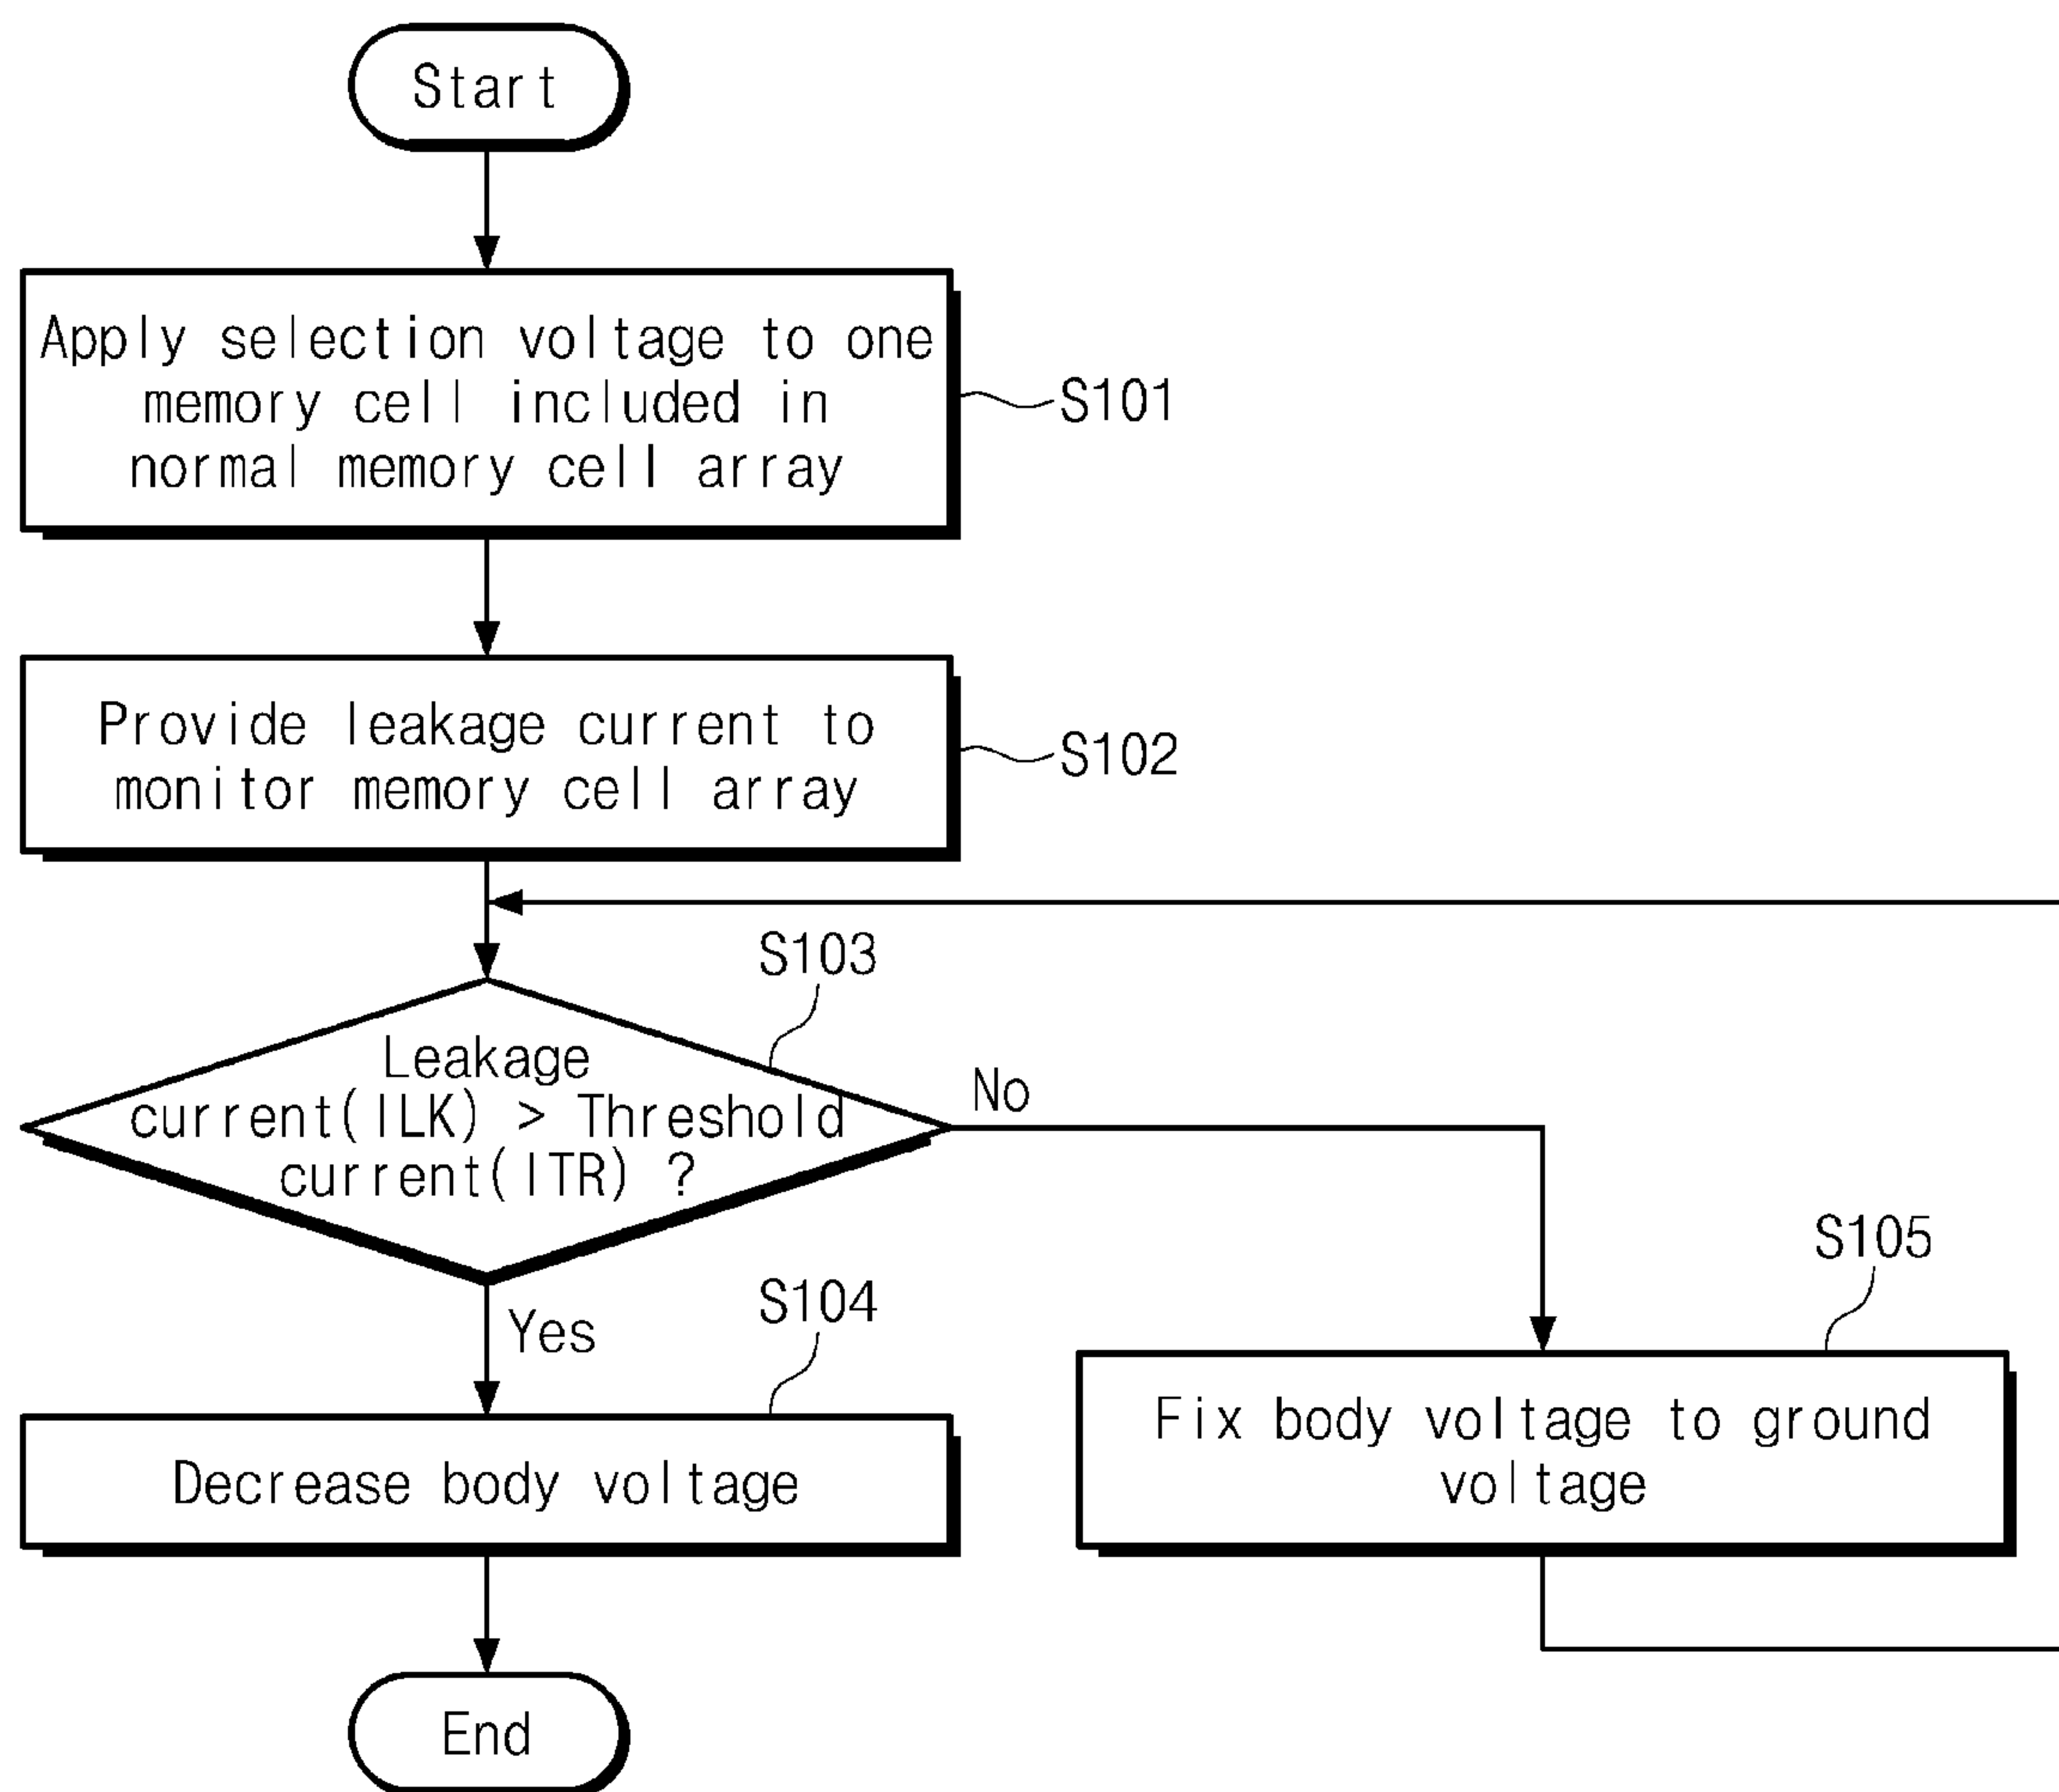 Start
Apply selection voltage to one
memory cell included in
normal memory cell array
S101
Provide leakage current to
monitor memory cell array
S102
S103
Leakage
current(ILK) > Threshold
current(ITR) ?
No
Yes
S104
Decrease body voltage
S105
Fix body voltage to ground
voltage
End